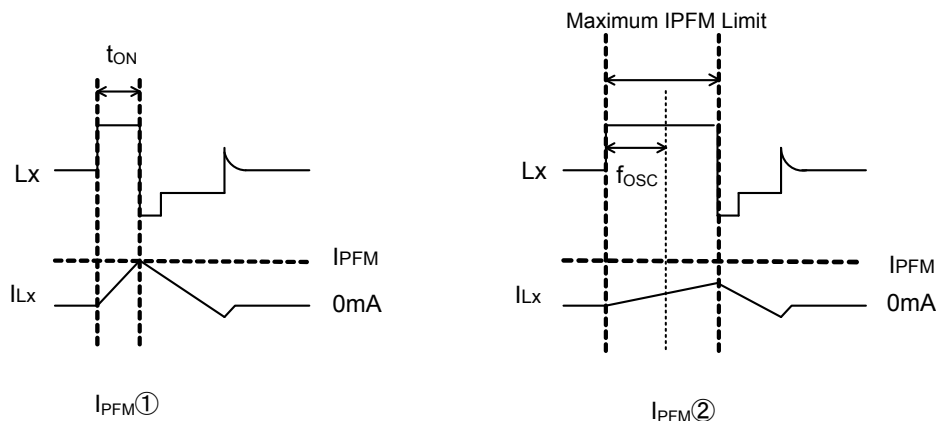 tON
Lx
IPFM
ILx
0mA
IPFM①
Maximum IPFM Limit
Lx
fOSC
IPFM
ILx
0mA
IPFM②